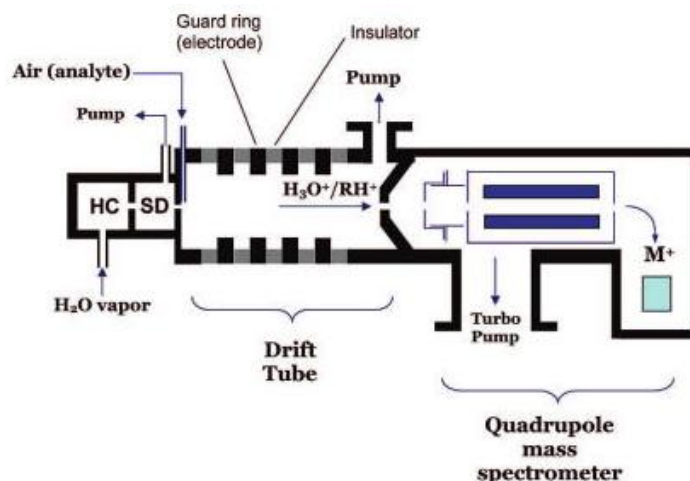 Guard ring
(electrode)
Insulator
Air (analyte)
Pump
Pump
H₃O⁺/RH⁺
HC
SD
M⁺
H₂O vapor
Turbo
Pump
Drift
Tube
Quadrupole
mass
spectrometer